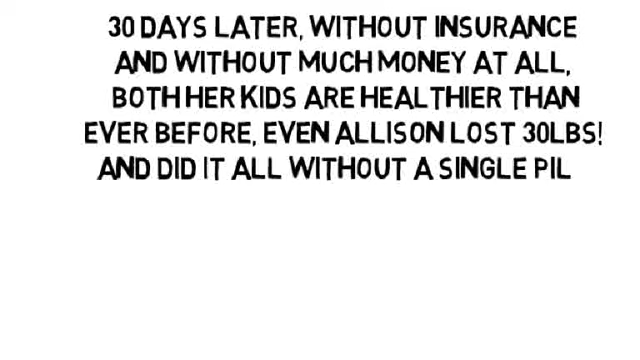 30 DAYS LATER, WITHOUT INSURANCE
AND WITHOUT MUCH MONEY AT ALL,
BOTH HER KIDS ARE HEALTHIER THAN
EVER BEFORE, EVEN ALLISON LOST 30LBS!
AND DID IT ALL WITHOUT A SINGLE PIL